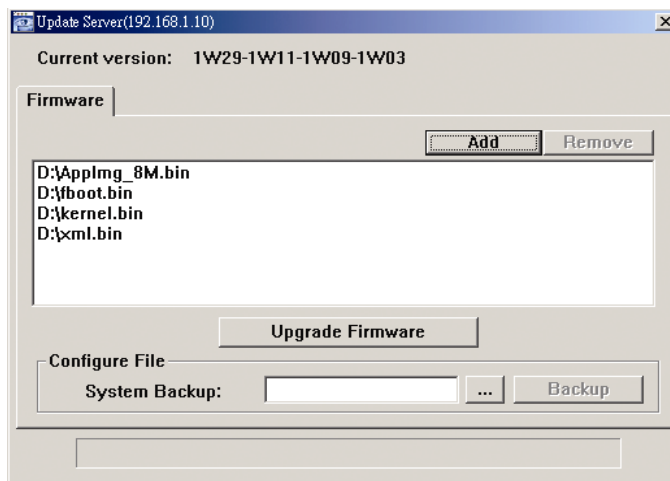 Update Server(192.168.1.10)
Current version: 1W29-1W11-1W09-1W03
Firmware
Add Remove
D:\AppImg_8M.bin
D:\fboot.bin
D:\kernel.bin
D:\xml.bin
Upgrade Firmware
Configure File
System Backup: ... Backup